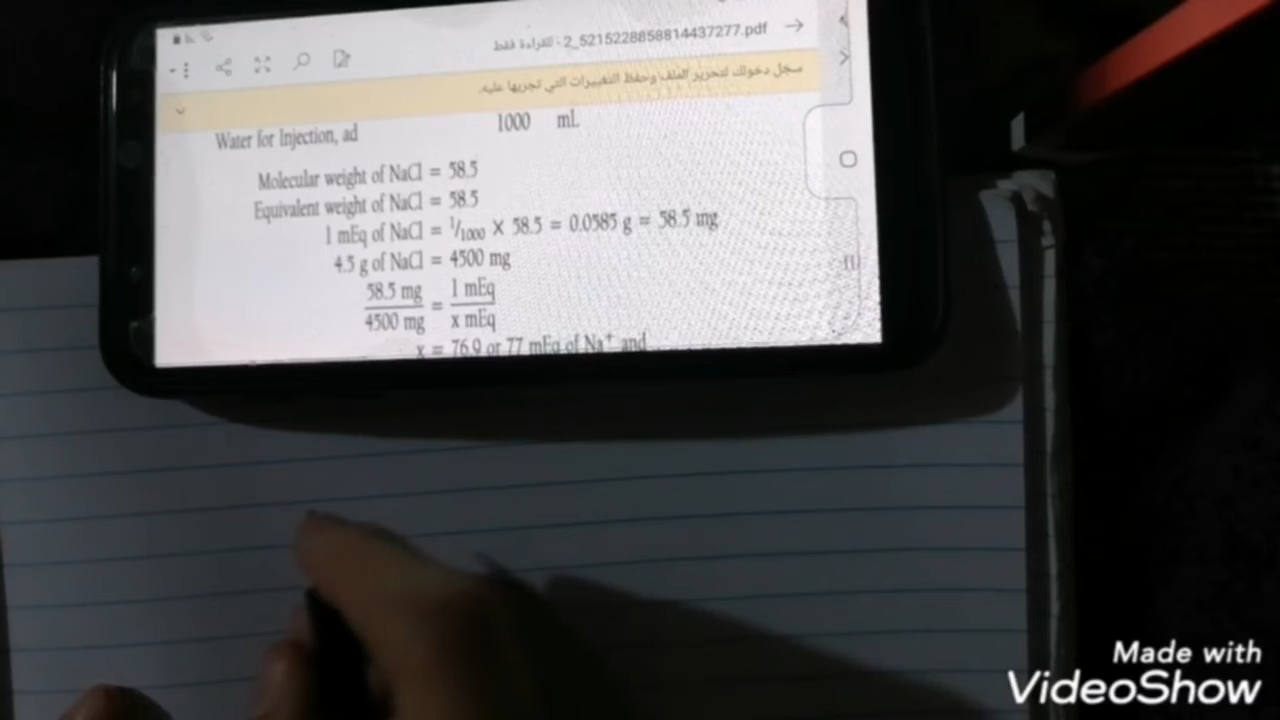 2_5215228858814437277.pdf - للقراءة فقط
سجّل دخولك لتحرير الملف وحفظ التغييرات التي تجريها عليه.
Water for Injection, ad 1000 mL
Molecular weight of NaCl = 58.5
Equivalent weight of NaCl = 58.5
1 mEq of NaCl = 1/1000 × 58.5 = 0.0585 g = 58.5 mg
4.5 g of NaCl = 4500 mg
58.5 mg / 4500 mg = 1 mEq / x mEq
x = 76.9 or 77 mEq of Na⁺ and
Made with
VideoShow